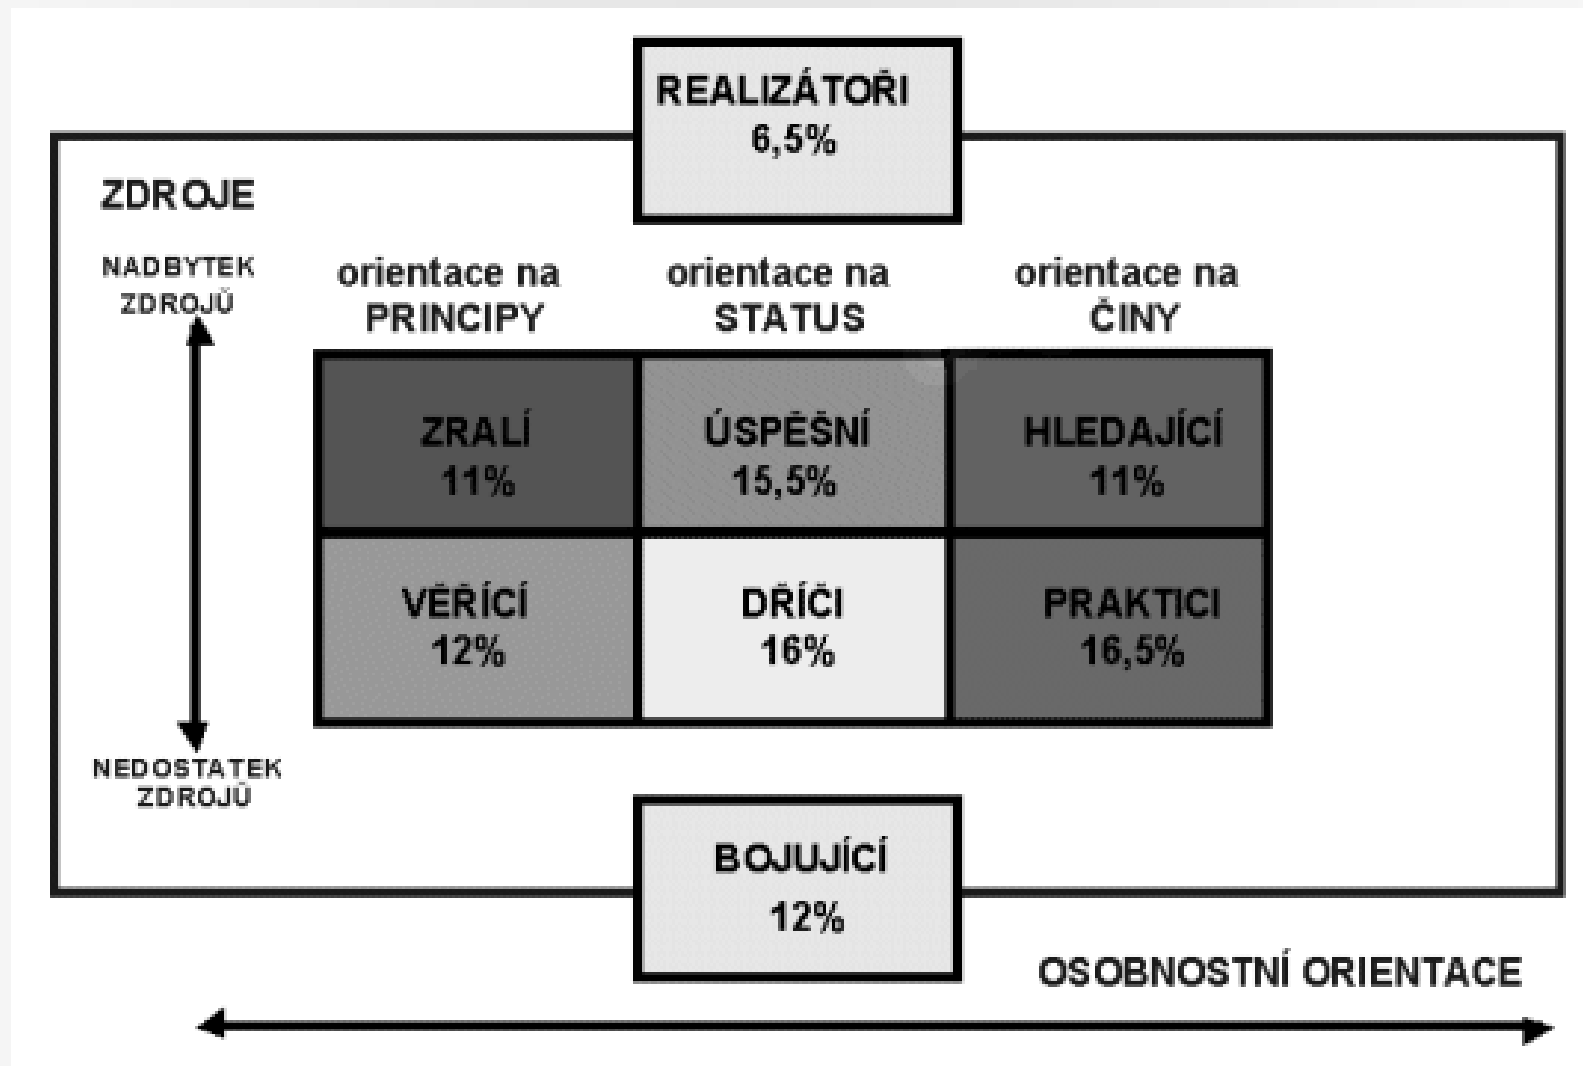 REALIZÁTOŘI
6,5%
ZDROJE
NADBYTEK
ZDROJŮ
orientace na
PRINCIPY
orientace na
STATUS
orientace na
ČINY
ZRALÍ
11%
ÚSPĚŠNÍ
15,5%
HLEDAJÍCÍ
11%
VĚŘÍCÍ
12%
DŘÍČI
16%
PRAKTICI
16,5%
NEDOSTATEK
ZDROJŮ
BOJUJÍCÍ
12%
OSOBNOSTNÍ ORIENTACE